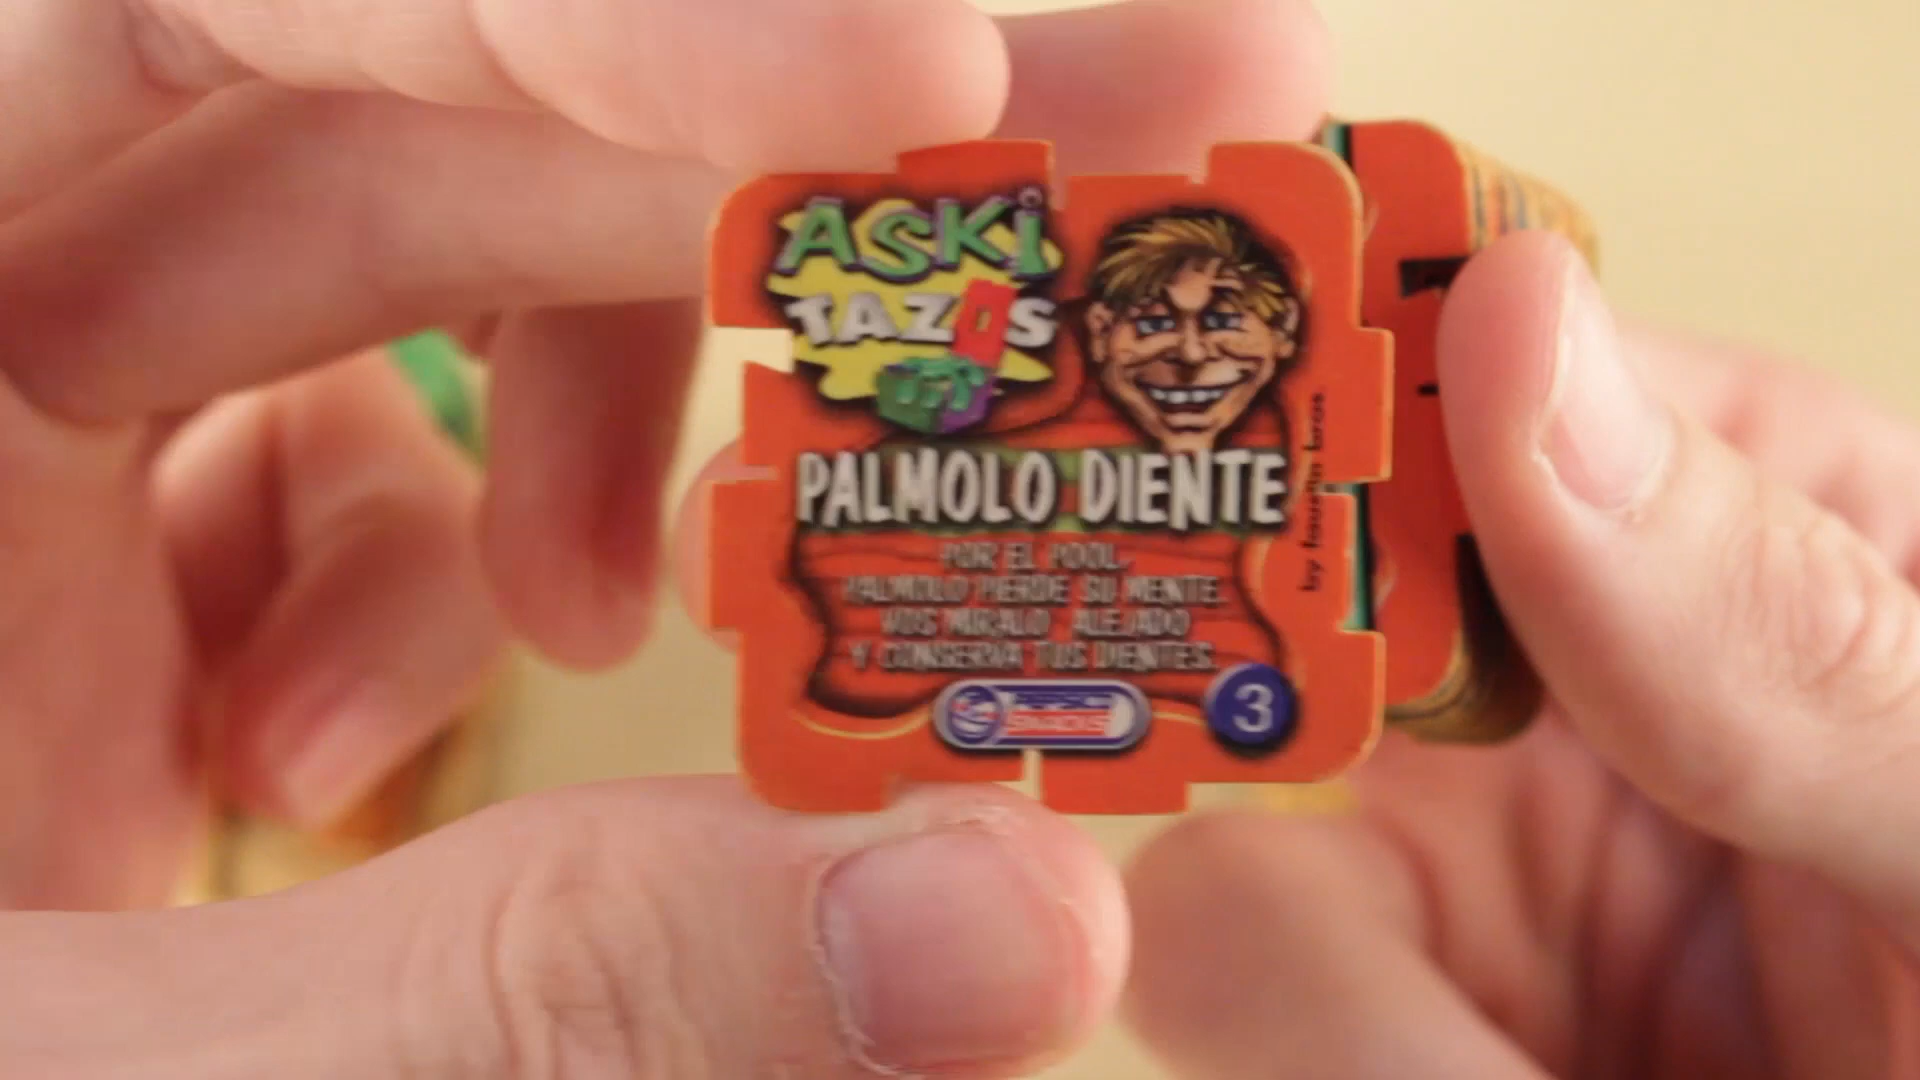 ASKi
TAZOS
PALMOLO DIENTE
POR EL POOL,
PALMOLO PIERDE SU MENTE.
VOS MIRALO ALEJADO
Y CONSERVA TUS DIENTES.
3